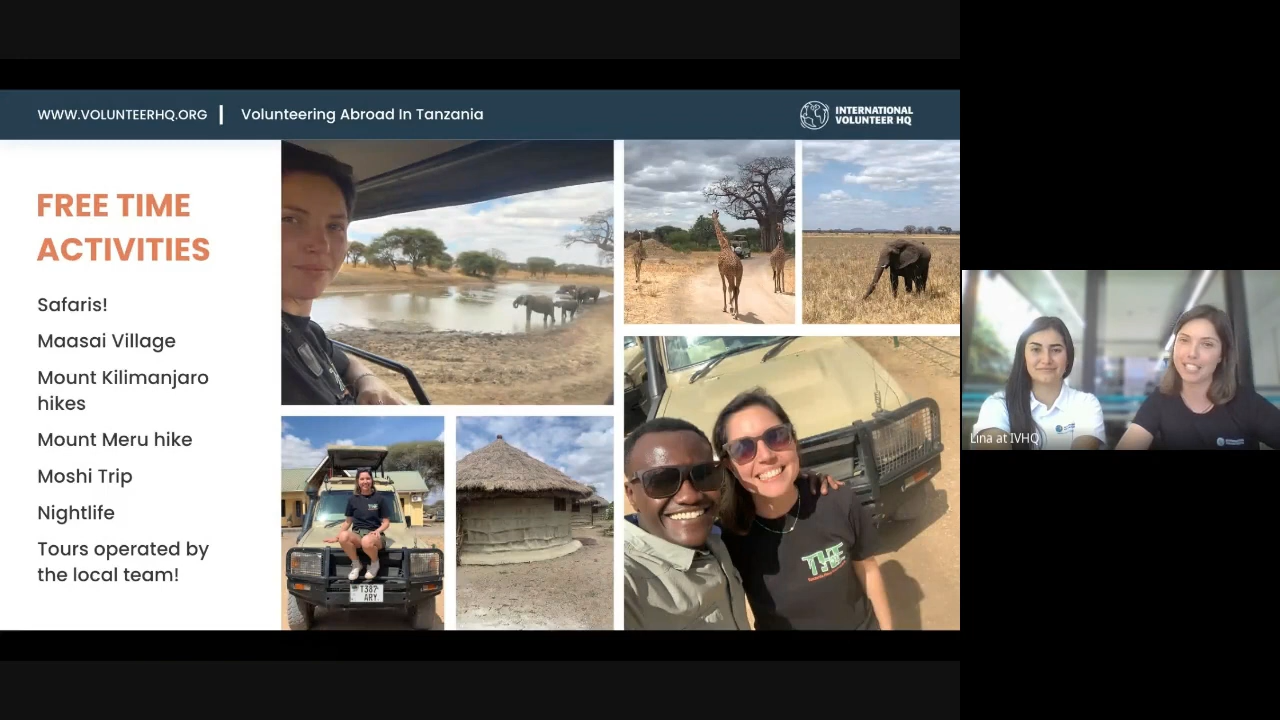 WWW.VOLUNTEERHQ.ORG | Volunteering Abroad In Tanzania
INTERNATIONAL
VOLUNTEER HQ
FREE TIME
ACTIVITIES
Safaris!
Maasai Village
Mount Kilimanjaro
hikes
Mount Meru hike
Moshi Trip
Nightlife
Tours operated by
the local team!
T387
ARY
THE
Lina at IVHQ